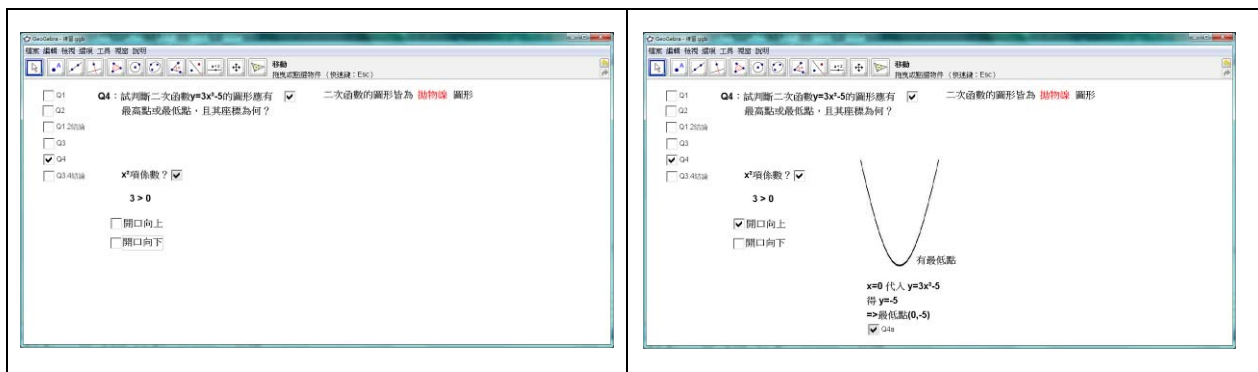 GeoGebra - 練習.ggb
檔案 編輯 檢視 選項 工具 視窗 說明
移動
拖曳或點選物件 (快速鍵：Esc)
Q1
Q2
Q1.2結論
Q3
Q4
Q3.4結論
Q4：試判斷二次函數y=3x²-5的圖形應有
最高點或最低點，且其座標為何？
二次函數的圖形皆為 拋物線 圖形
x²項係數？
3 > 0
開口向上
開口向下
GeoGebra - 練習.ggb
檔案 編輯 檢視 選項 工具 視窗 說明
移動
拖曳或點選物件 (快速鍵：Esc)
Q1
Q2
Q1.2結論
Q3
Q4
Q3.4結論
Q4：試判斷二次函數y=3x²-5的圖形應有
最高點或最低點，且其座標為何？
二次函數的圖形皆為 拋物線 圖形
x²項係數？
3 > 0
開口向上
開口向下
有最低點
x=0 代入 y=3x²-5
得 y=-5
=>最低點(0,-5)
Q4a